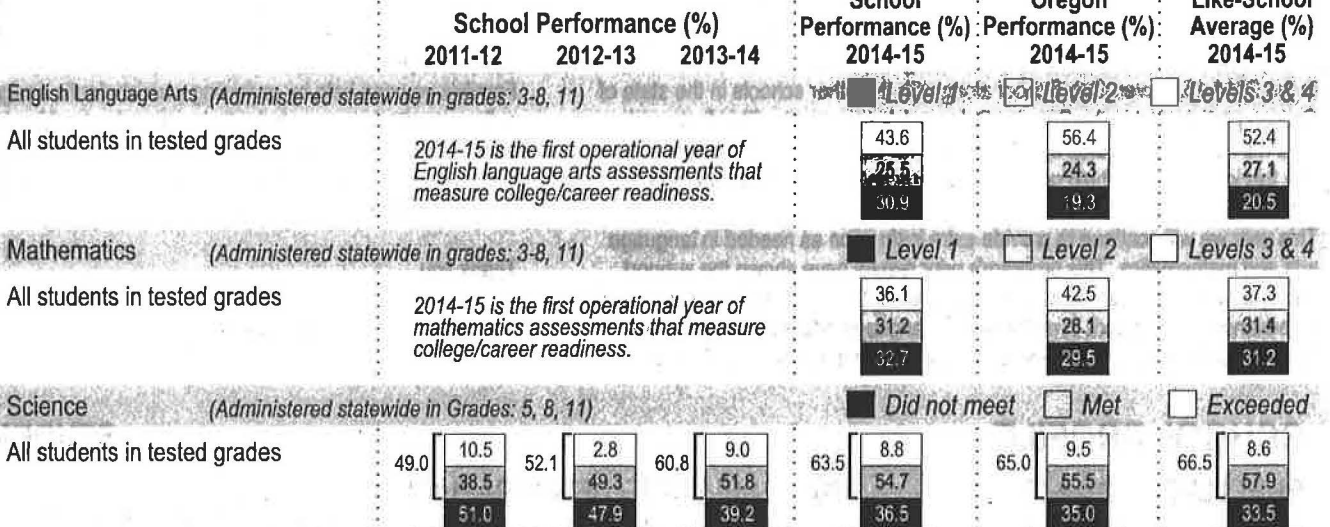 School Oregon Like-School
School Performance (%) Performance (%) Performance (%) Average (%)
2011-12 2012-13 2013-14 2014-15 2014-15 2014-15
English Language Arts (Administered statewide in grades: 3-8, 11) Level 1 Level 2 Levels 3 & 4
All students in tested grades
2014-15 is the first operational year of
English language arts assessments that
measure college/career readiness.
43.6 56.4 52.4
25.5 24.3 27.1
30.9 19.3 20.5
Mathematics (Administered statewide in grades: 3-8, 11) Level 1 Level 2 Levels 3 & 4
All students in tested grades
2014-15 is the first operational year of
mathematics assessments that measure
college/career readiness.
36.1 42.5 37.3
31.2 28.1 31.4
32.7 29.5 31.2
Science (Administered statewide in Grades: 5, 8, 11) Did not meet Met Exceeded
All students in tested grades
49.0 10.5 52.1 2.8 60.8 9.0 63.5 8.8 65.0 9.5 66.5 8.6
38.5 49.3 51.8 54.7 55.5 57.9
51.0 47.9 39.2 36.5 35.0 33.5